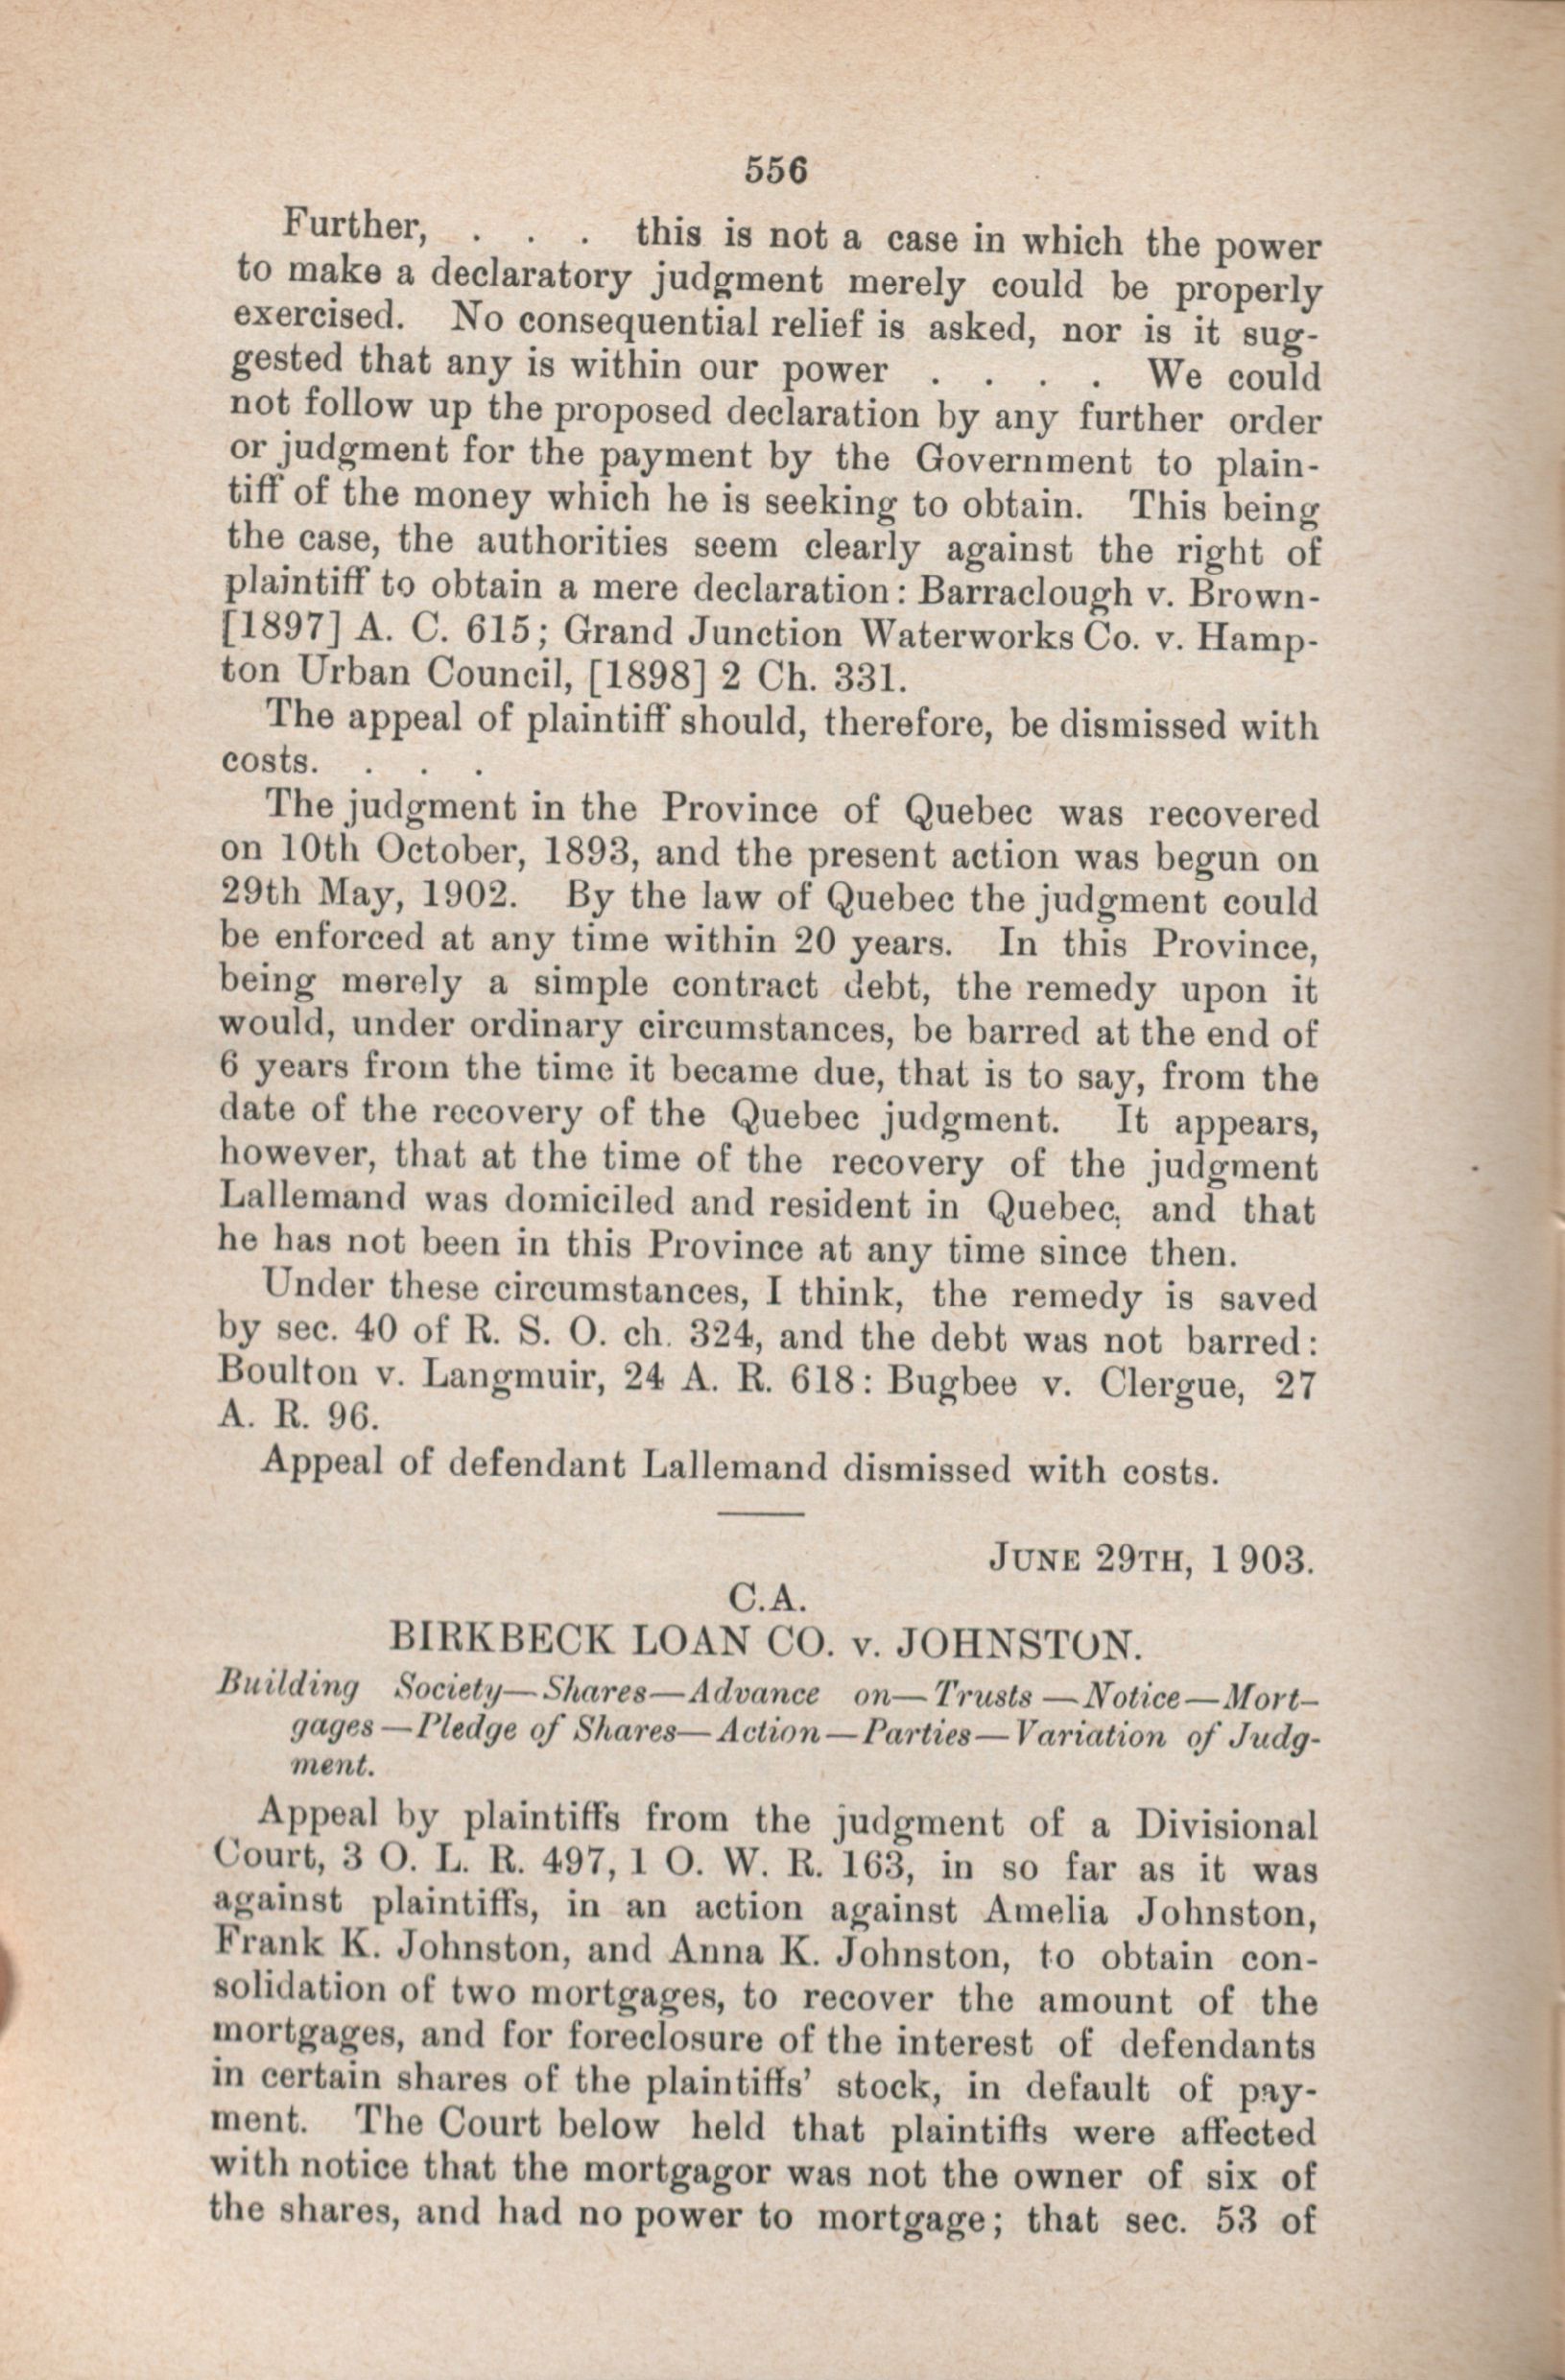 556
Further, . . . this is not a case in which the power
to make a declaratory judgment merely could be properly
exercised. No consequential relief is asked, nor is it sug-
gested that any is within our power . . . . We could
not follow up the proposed declaration by any further order
or judgment for the payment by the Government to plain-
tiff of the money which he is seeking to obtain. This being
the case, the authorities seem clearly against the right of
plaintiff to obtain a mere declaration: Barraclough v. Brown-
[1897] A. C. 615; Grand Junction Waterworks Co. v. Hamp-
ton Urban Council, [1898] 2 Ch. 331.
The appeal of plaintiff should, therefore, be dismissed with
costs. . . .
The judgment in the Province of Quebec was recovered
on 10th October, 1893, and the present action was begun on
29th May, 1902. By the law of Quebec the judgment could
be enforced at any time within 20 years. In this Province,
being merely a simple contract debt, the remedy upon it
would, under ordinary circumstances, be barred at the end of
6 years from the time it became due, that is to say, from the
date of the recovery of the Quebec judgment. It appears,
however, that at the time of the recovery of the judgment
Lallemand was domiciled and resident in Quebec, and that
he has not been in this Province at any time since then.
Under these circumstances, I think, the remedy is saved
by sec. 40 of R. S. O. ch. 324, and the debt was not barred:
Boulton v. Langmuir, 24 A. R. 618: Bugbee v. Clergue, 27
A. R. 96.
Appeal of defendant Lallemand dismissed with costs.
JUNE 29TH, 1903.
C.A.
BIRKBECK LOAN CO. v. JOHNSTON.
Building Society—Shares—Advance on—Trusts—Notice—Mort-
gages—Pledge of Shares—Action—Parties—Variation of Judg-
ment.
Appeal by plaintiffs from the judgment of a Divisional
Court, 3 O. L. R. 497, 1 O. W. R. 163, in so far as it was
against plaintiffs, in an action against Amelia Johnston,
Frank K. Johnston, and Anna K. Johnston, to obtain con-
solidation of two mortgages, to recover the amount of the
mortgages, and for foreclosure of the interest of defendants
in certain shares of the plaintiffs' stock, in default of pay-
ment. The Court below held that plaintiffs were affected
with notice that the mortgagor was not the owner of six of
the shares, and had no power to mortgage; that sec. 53 of